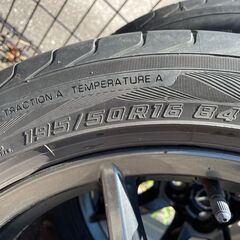 TRACTION A TEMPERATURE A
195/50R16 84